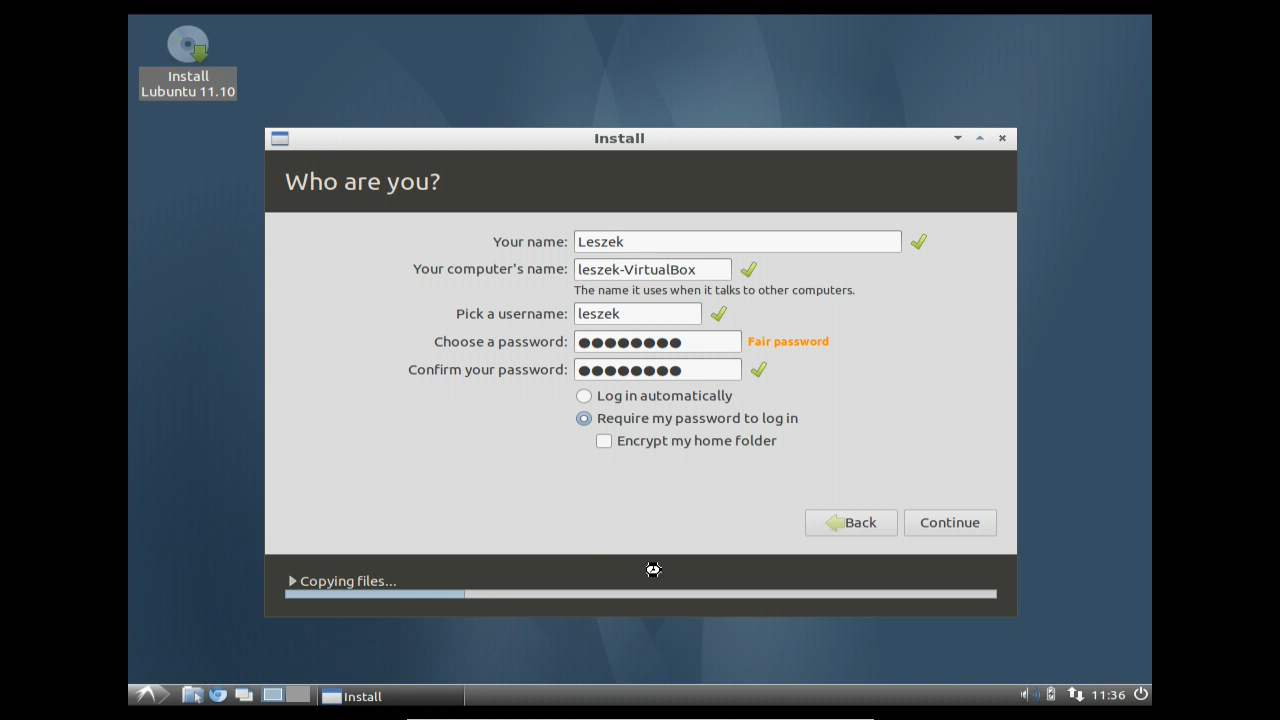 Install
Lubuntu 11.10
Install
Who are you?
Your name: Leszek
Your computer's name: leszek-VirtualBox
The name it uses when it talks to other computers.
Pick a username: leszek
Choose a password: ●●●●●●●● Fair password
Confirm your password: ●●●●●●●●
Log in automatically
Require my password to log in
Encrypt my home folder
Back Continue
Copying files...
Install 11:36